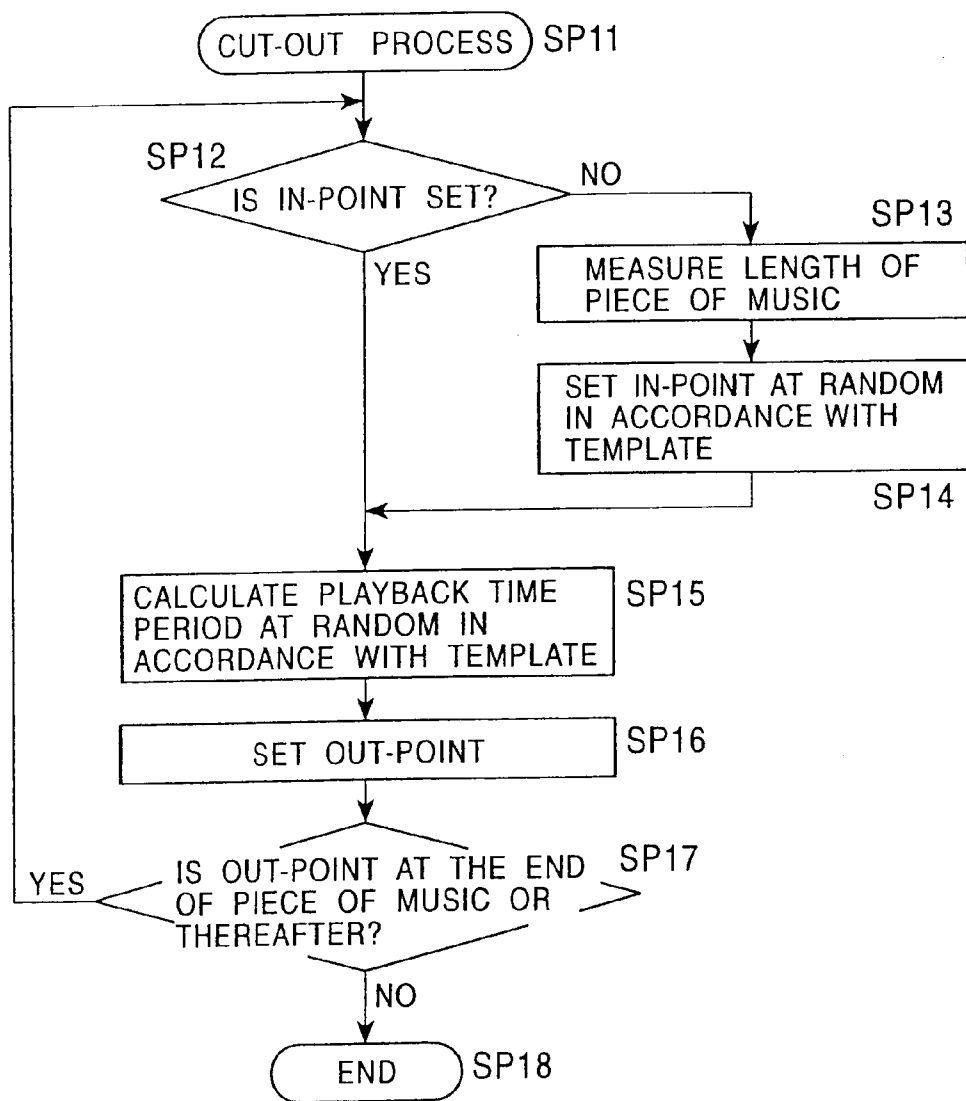 CUT-OUT PROCESS
SP11
SP12
IS IN-POINT SET?
NO
YES
SP13
MEASURE LENGTH OF
PIECE OF MUSIC
SET IN-POINT AT RANDOM
IN ACCORDANCE WITH
TEMPLATE
SP14
CALCULATE PLAYBACK TIME
PERIOD AT RANDOM IN
ACCORDANCE WITH TEMPLATE
SP15
SET OUT-POINT
SP16
IS OUT-POINT AT THE END
OF PIECE OF MUSIC OR
THEREAFTER?
SP17
YES
NO
END
SP18